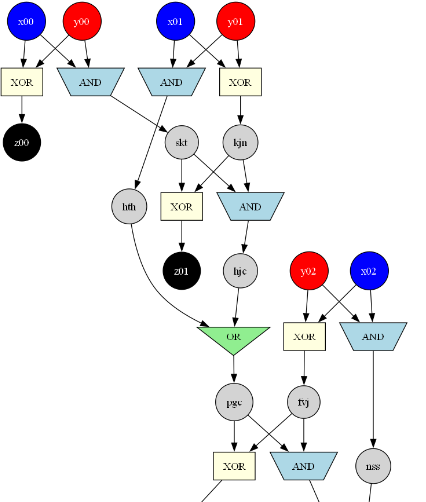 x00 y00 x01 y01
XOR AND AND XOR
z00 skt kjn
hth XOR AND
z01 hjc y02 x02
OR XOR AND
pgc fvj
XOR AND nss